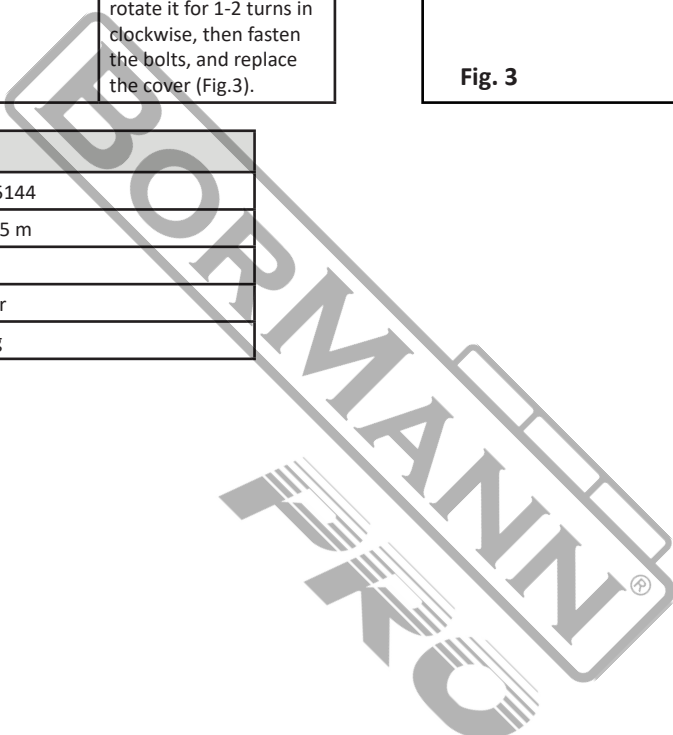 rotate it for 1-2 turns in
clockwise, then fasten
the bolts, and replace
the cover (Fig.3).
Fig. 3
5144
5 m
r
BORMANN®
PRO